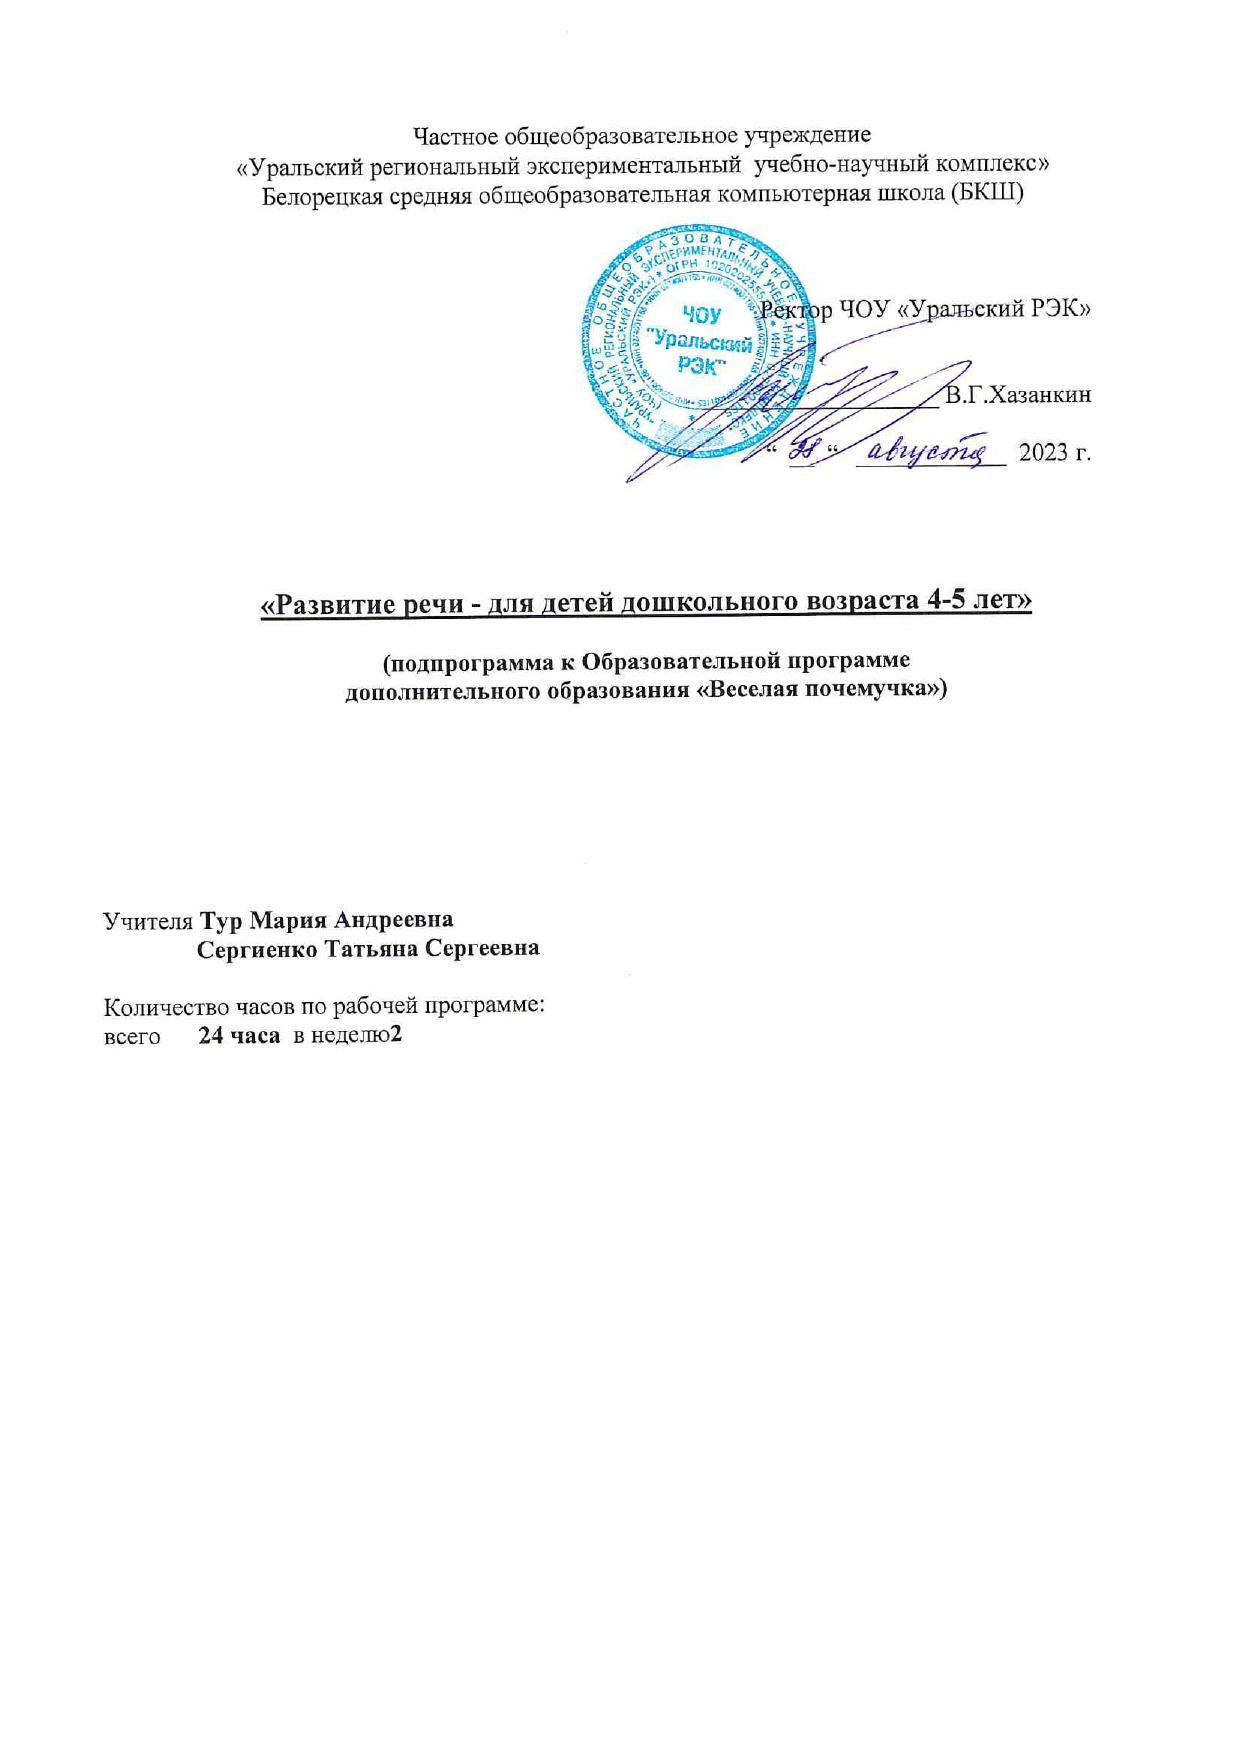 Частное общеобразовательное учреждение
«Уральский региональный экспериментальный учебно-научный комплекс»
Белорецкая средняя общеобразовательная компьютерная школа (БКШ)
ЧАСТНОЕ ОБЩЕОБРАЗОВАТЕЛЬНОЕ УЧРЕЖДЕНИЕ
ЧОУ
"Уральский
РЭК"
Ректор ЧОУ «Уральский РЭК»
В.Г.Хазанкин
“ “ августа 2023 г.
«Развитие речи - для детей дошкольного возраста 4-5 лет»
(подпрограмма к Образовательной программе
дополнительного образования «Веселая почемучка»)
Учителя Тур Мария Андреевна
Сергиенко Татьяна Сергеевна
Количество часов по рабочей программе:
всего 24 часа в неделю2